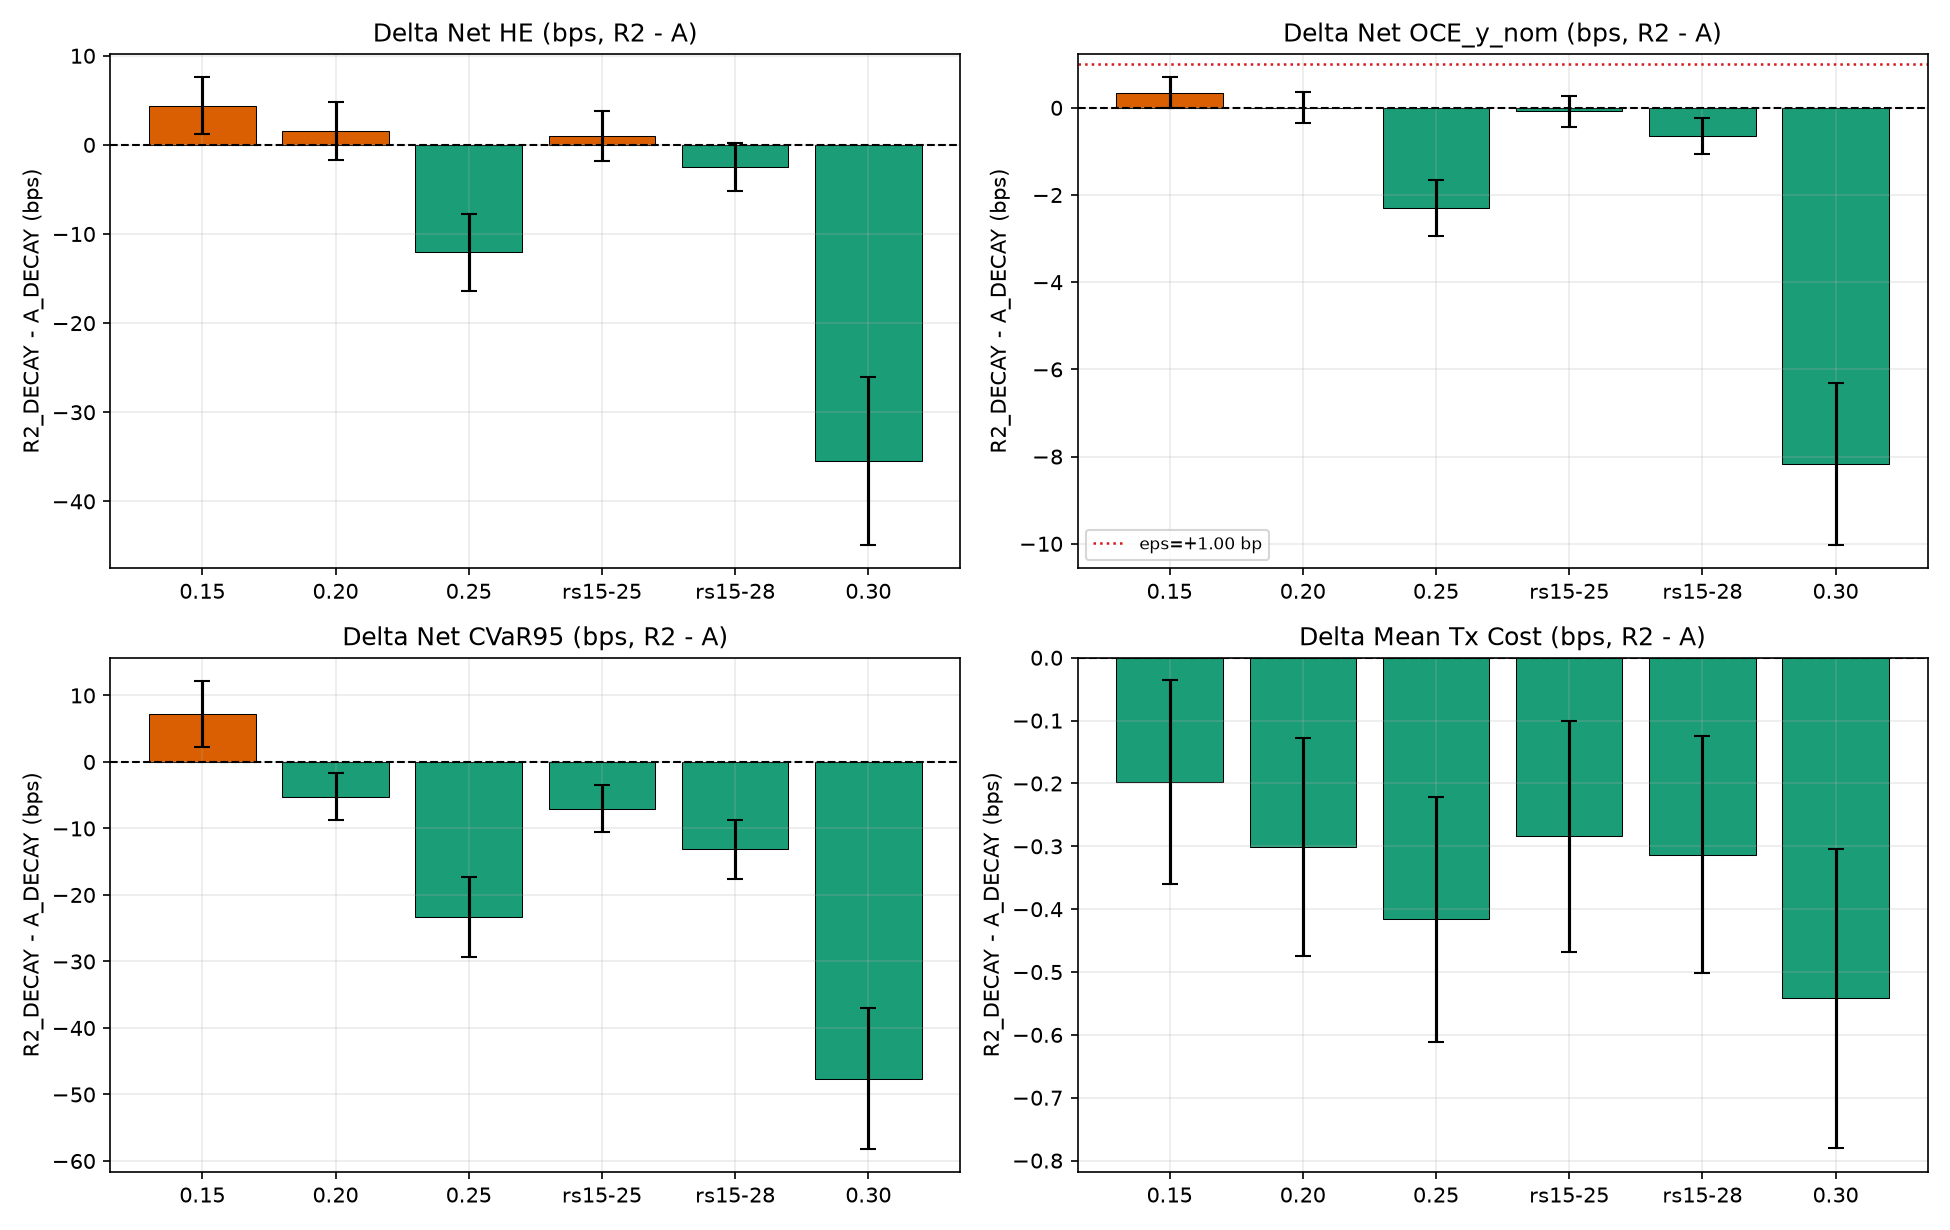 Delta Net HE (bps, R2 - A)
R2_DECAY - A_DECAY (bps)
10
0
−10
−20
−30
−40
0.15 0.20 0.25 rs15-25 rs15-28 0.30
Delta Net OCE_y_nom (bps, R2 - A)
R2_DECAY - A_DECAY (bps)
0
−2
−4
−6
−8
−10
eps=+1.00 bp
0.15 0.20 0.25 rs15-25 rs15-28 0.30
Delta Net CVaR95 (bps, R2 - A)
R2_DECAY - A_DECAY (bps)
10
0
−10
−20
−30
−40
−50
−60
0.15 0.20 0.25 rs15-25 rs15-28 0.30
Delta Mean Tx Cost (bps, R2 - A)
R2_DECAY - A_DECAY (bps)
0.0
−0.1
−0.2
−0.3
−0.4
−0.5
−0.6
−0.7
−0.8
0.15 0.20 0.25 rs15-25 rs15-28 0.30